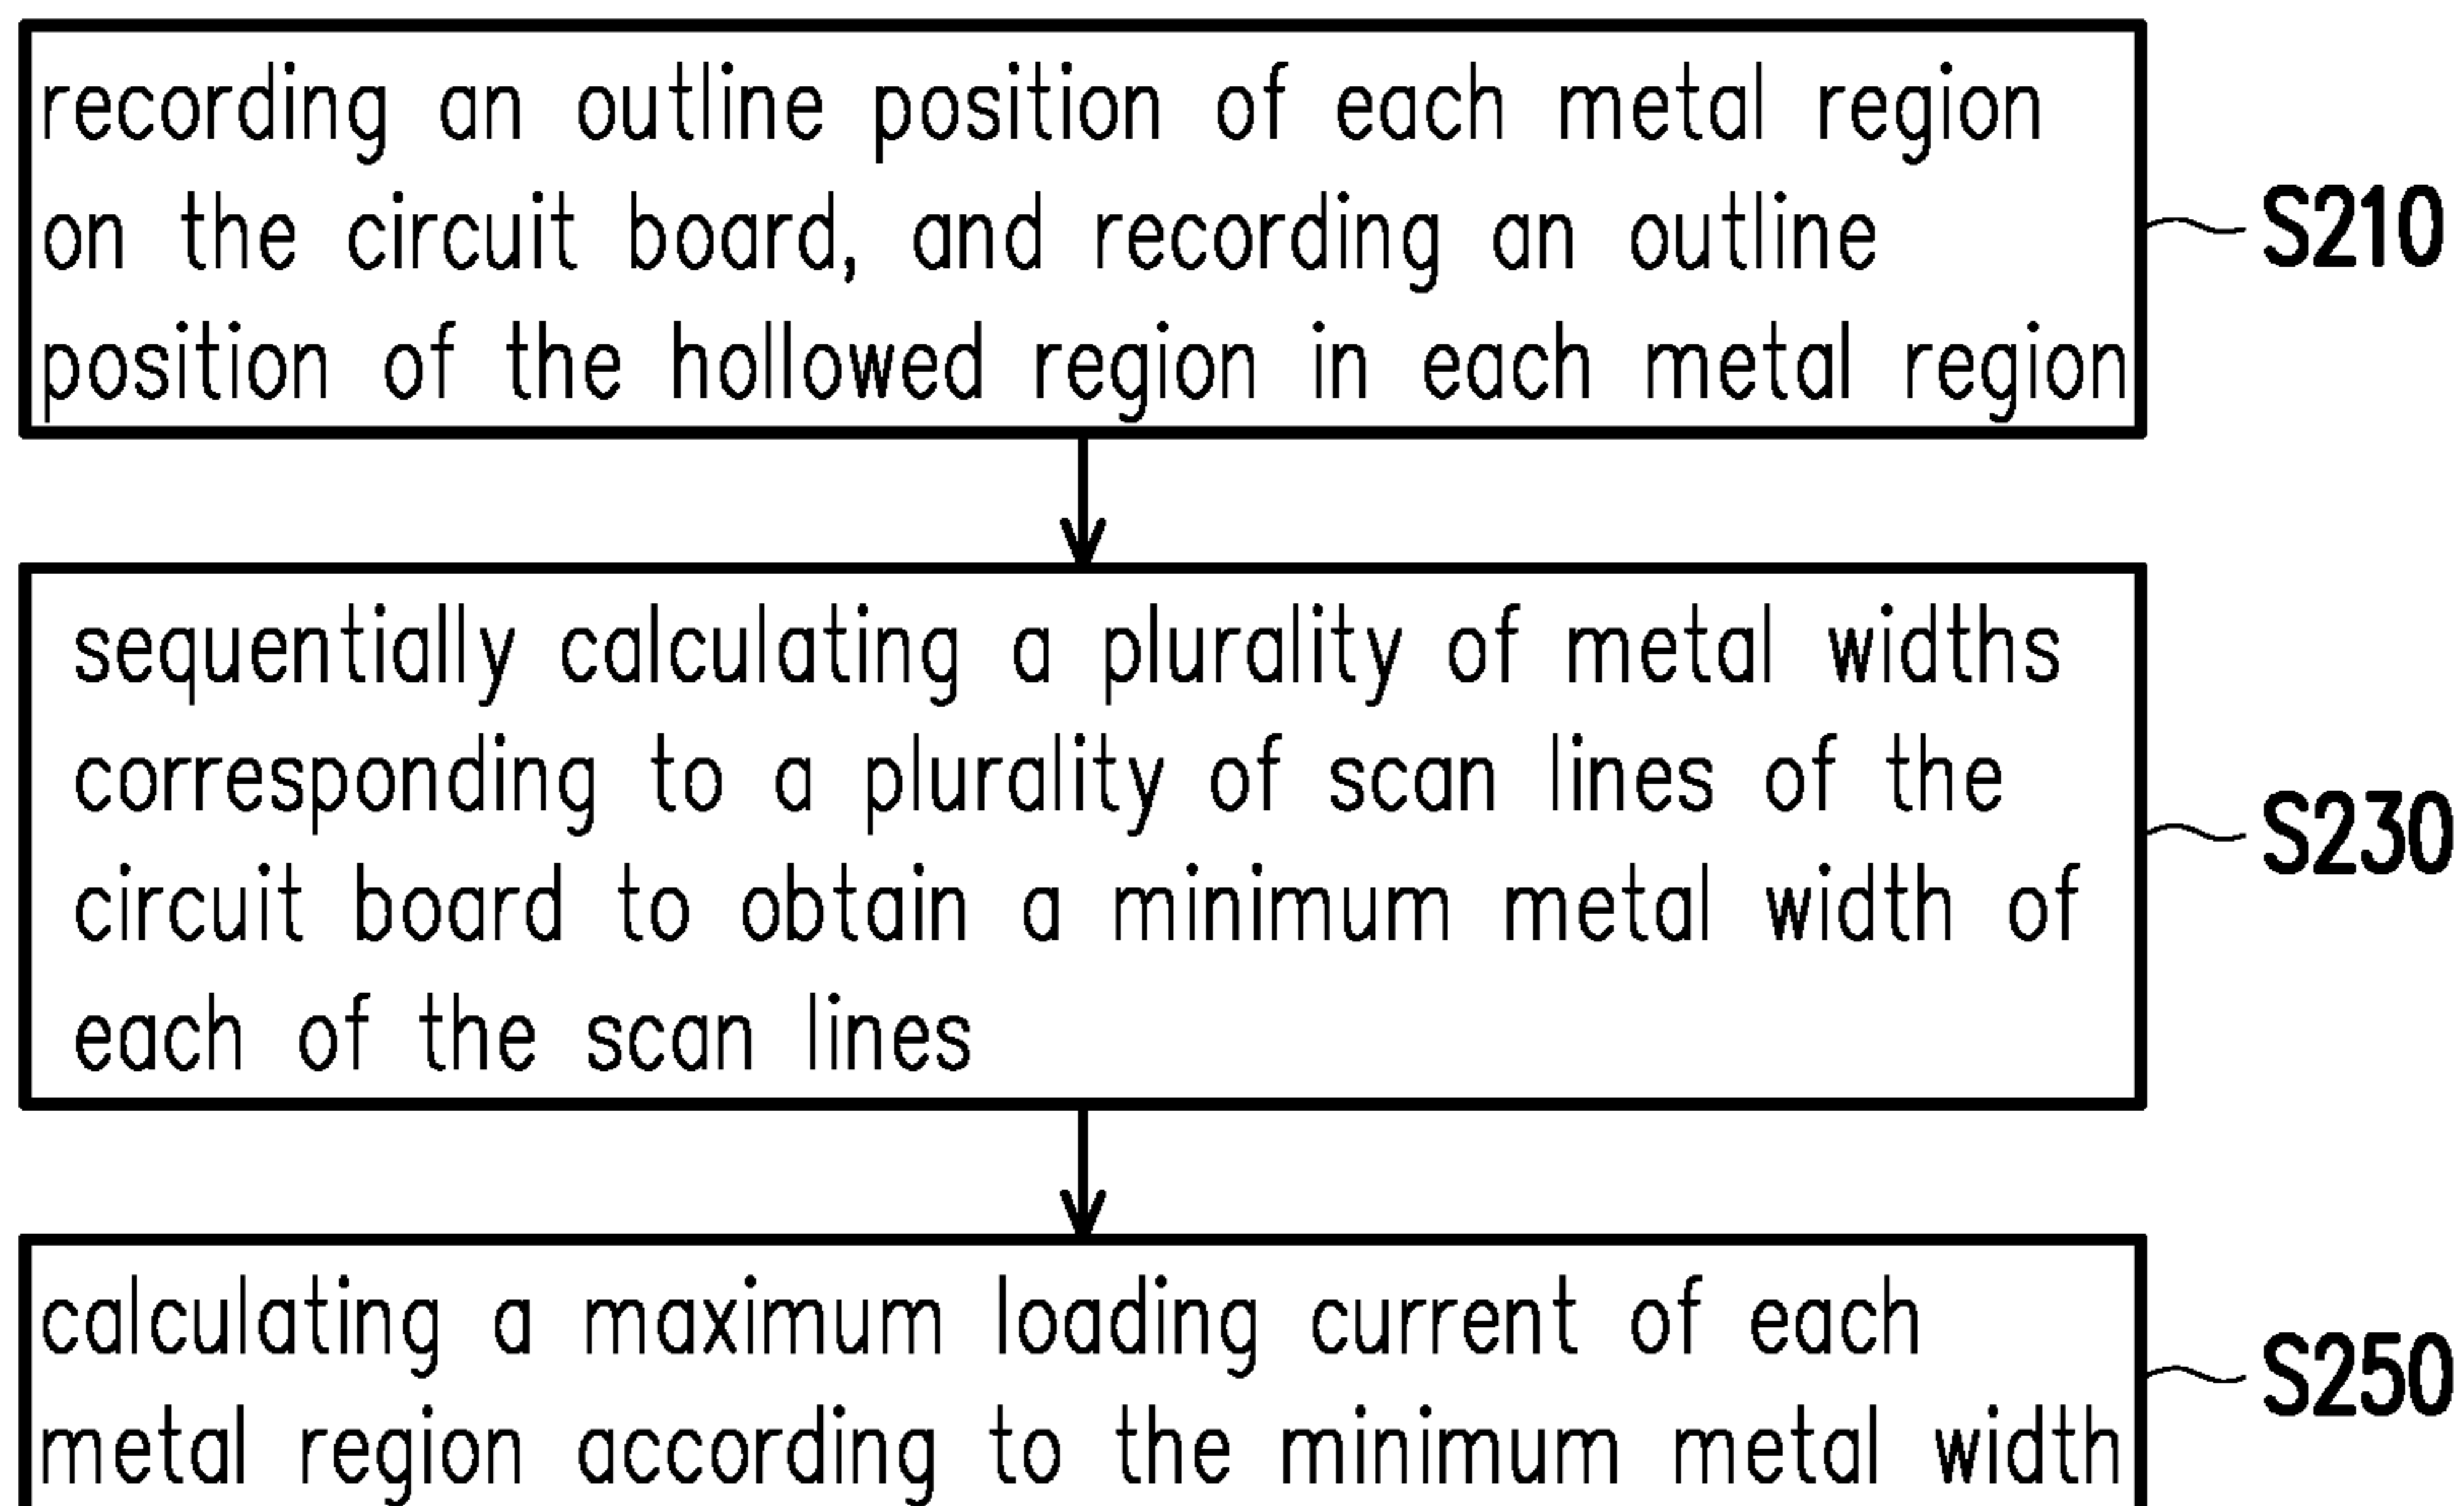 recording an outline position of each metal region
on the circuit board, and recording an outline
position of the hollowed region in each metal region
S210
sequentially calculating a plurality of metal widths
corresponding to a plurality of scan lines of the
circuit board to obtain a minimum metal width of
each of the scan lines
S230
calculating a maximum loading current of each
metal region according to the minimum metal width
S250